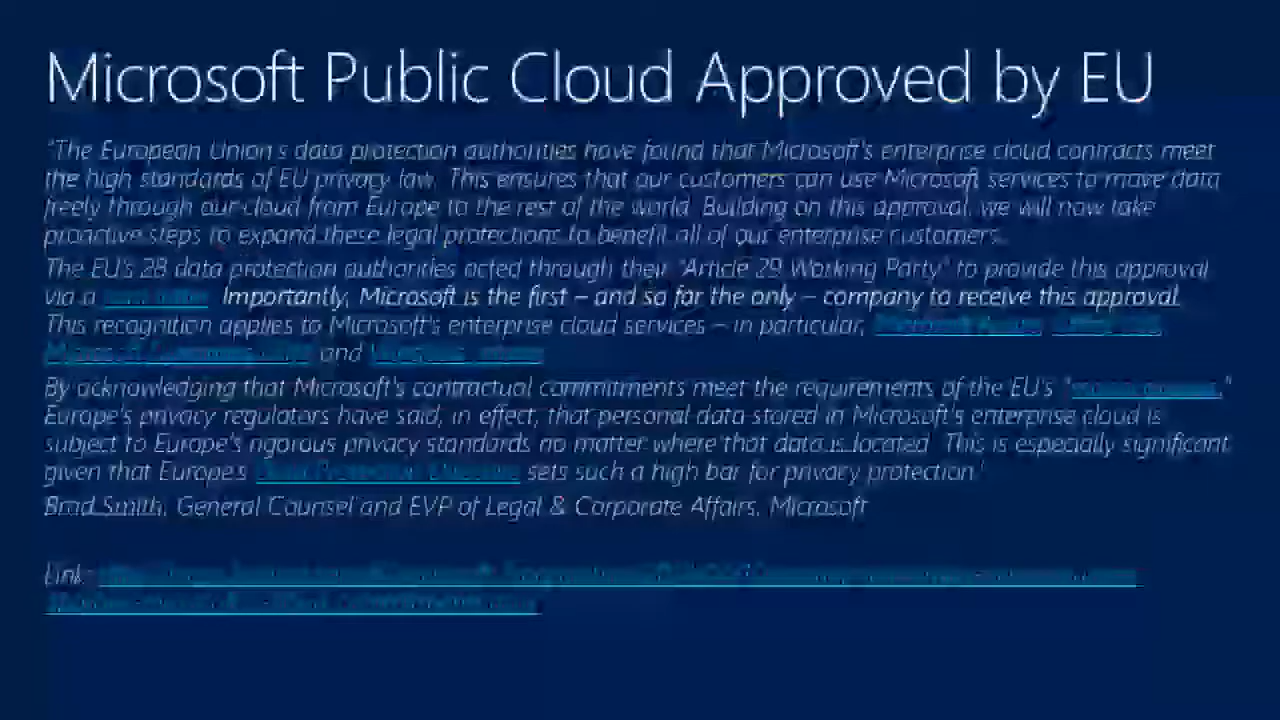 Microsoft Public Cloud Approved by EU
"The European Union's data protection authorities have found that Microsoft's enterprise cloud contracts meet
the high standards of EU privacy law. This ensures that our customers can use Microsoft services to move data
freely through our cloud from Europe to the rest of the world. Building on this approval, we will now take
proactive steps to expand these legal protections to benefit all of our enterprise customers.
The EU's 28 data protection authorities acted through their "Article 29 Working Party" to provide this approval
via a Importantly, Microsoft is the first – and so far the only – company to receive this approval.
This recognition applies to Microsoft's enterprise cloud services – in particular,
and
By acknowledging that Microsoft's contractual commitments meet the requirements of the EU's "
Europe's privacy regulators have said, in effect, that personal data stored in Microsoft's enterprise cloud is
subject to Europe's rigorous privacy standards no matter where that data is located. This is especially significant
given that Europe's Data Protection Directive sets such a high bar for privacy protection."
Brad Smith, General Counsel and EVP of Legal & Corporate Affairs, Microsoft
Link: